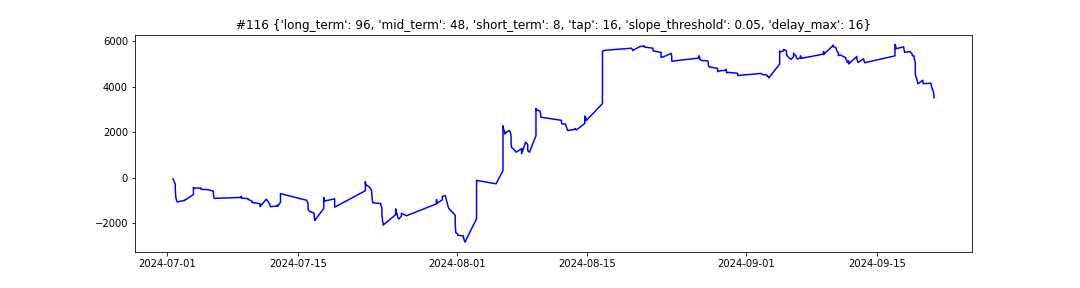 #116 {'long_term': 96, 'mid_term': 48, 'short_term': 8, 'tap': 16, 'slope_threshold': 0.05, 'delay_max': 16}
6000
4000
2000
0
−2000
2024-07-01 2024-07-15 2024-08-01 2024-08-15 2024-09-01 2024-09-15